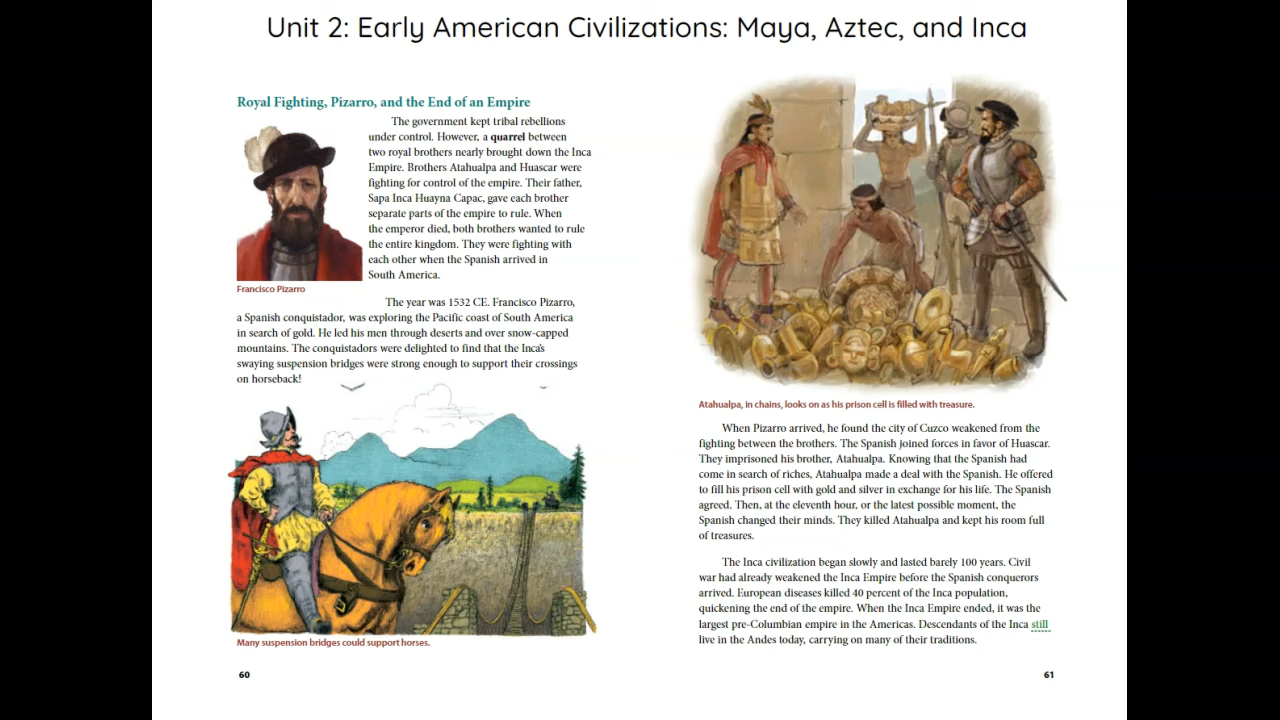 Unit 2: Early American Civilizations: Maya, Aztec, and Inca
Royal Fighting, Pizarro, and the End of an Empire
The government kept tribal rebellions
under control. However, a quarrel between
two royal brothers nearly brought down the Inca
Empire. Brothers Atahualpa and Huascar were
fighting for control of the empire. Their father,
Sapa Inca Huayna Capac, gave each brother
separate parts of the empire to rule. When
the emperor died, both brothers wanted to rule
the entire kingdom. They were fighting with
each other when the Spanish arrived in
South America.
Francisco Pizarro
The year was 1532 CE. Francisco Pizarro,
a Spanish conquistador, was exploring the Pacific coast of South America
in search of gold. He led his men through deserts and over snow-capped
mountains. The conquistadors were delighted to find that the Inca's
swaying suspension bridges were strong enough to support their crossings
on horseback!
Many suspension bridges could support horses.
60
Atahualpa, in chains, looks on as his prison cell is filled with treasure.
When Pizarro arrived, he found the city of Cuzco weakened from the
fighting between the brothers. The Spanish joined forces in favor of Huascar.
They imprisoned his brother, Atahualpa. Knowing that the Spanish had
come in search of riches, Atahualpa made a deal with the Spanish. He offered
to fill his prison cell with gold and silver in exchange for his life. The Spanish
agreed. Then, at the eleventh hour, or the latest possible moment, the
Spanish changed their minds. They killed Atahualpa and kept his room full
of treasures.
The Inca civilization began slowly and lasted barely 100 years. Civil
war had already weakened the Inca Empire before the Spanish conquerors
arrived. European diseases killed 40 percent of the Inca population,
quickening the end of the empire. When the Inca Empire ended, it was the
largest pre-Columbian empire in the Americas. Descendants of the Inca still
live in the Andes today, carrying on many of their traditions.
61